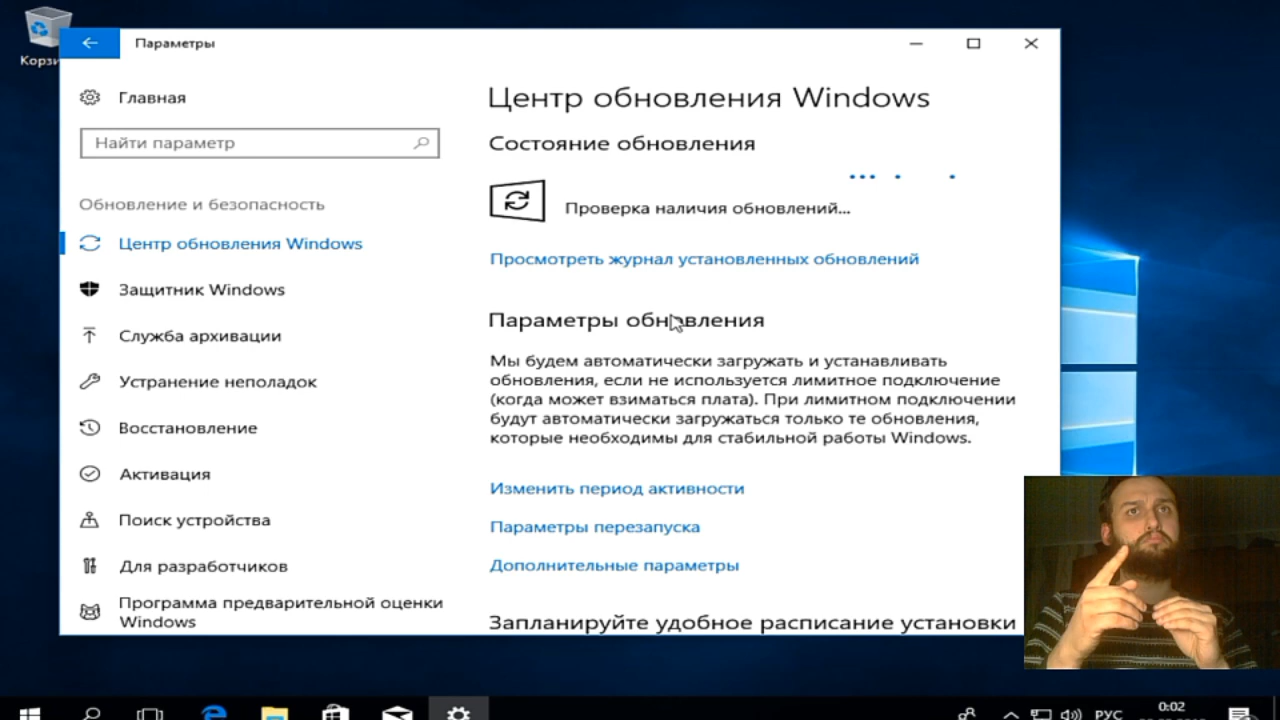 Корзи
Параметры
Главная
Найти параметр
Обновление и безопасность
Центр обновления Windows
Защитник Windows
Служба архивации
Устранение неполадок
Восстановление
Активация
Поиск устройства
Для разработчиков
Программа предварительной оценки
Windows
Центр обновления Windows
Состояние обновления
Проверка наличия обновлений...
Просмотреть журнал установленных обновлений
Параметры обновления
Мы будем автоматически загружать и устанавливать
обновления, если не используется лимитное подключение
(когда может взиматься плата). При лимитном подключении
будут автоматически загружаться только те обновления,
которые необходимы для стабильной работы Windows.
Изменить период активности
Параметры перезапуска
Дополнительные параметры
Запланируйте удобное расписание установки
РУС
0:02